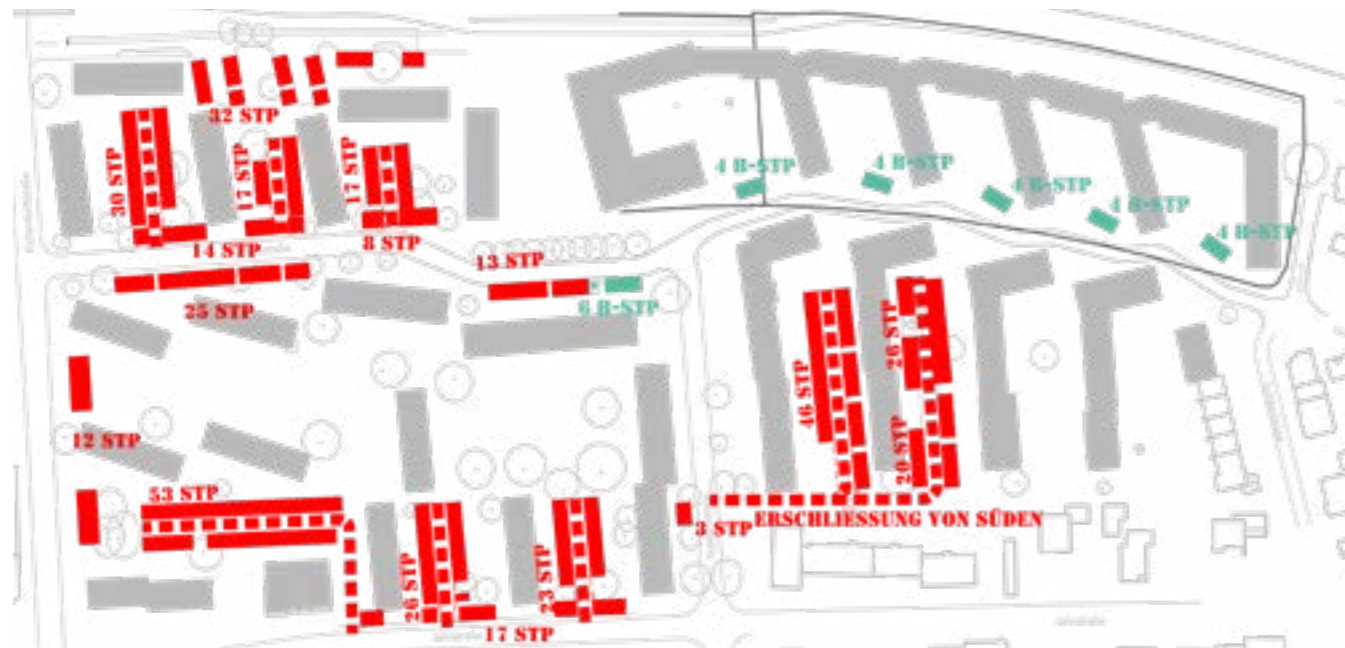 32 STP
30 STP
17 STP
17 STP
14 STP
8 STP
4 B-STP
4 B-STP
4 B-STP
4 B-STP
4 B-STP
13 STP
25 STP
6 B-STP
46 STP
26 STP
20 STP
12 STP
53 STP
3 STP
ERSCHLIESSUNG VON SÜDEN
26 STP
23 STP
17 STP